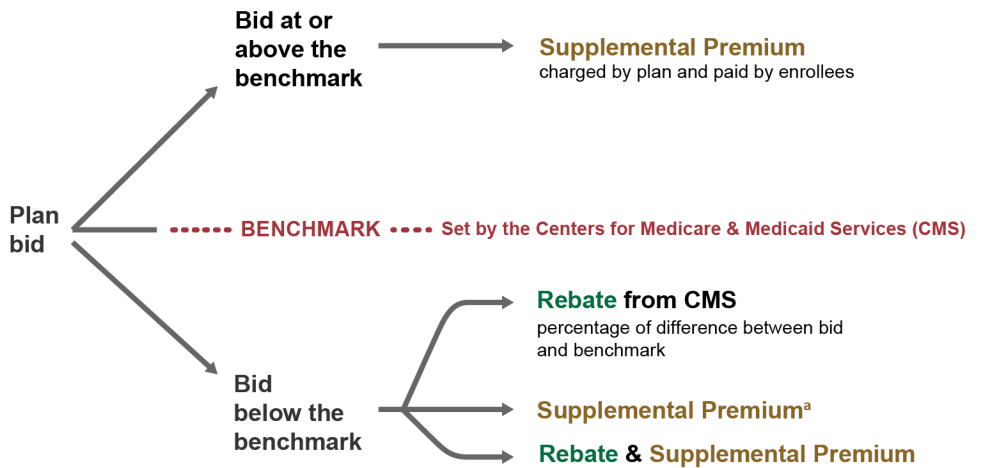 Bid at or
above the
benchmark
Supplemental Premium
charged by plan and paid by enrollees
Plan
bid
BENCHMARK
Set by the Centers for Medicare & Medicaid Services (CMS)
Rebate from CMS
percentage of difference between bid
and benchmark
Bid
below the
benchmark
Supplemental Premiumᵃ
Rebate & Supplemental Premium